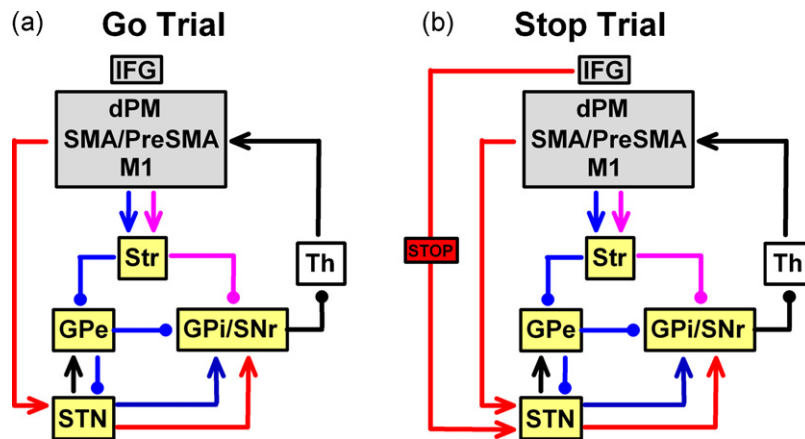 (a) Go Trial
IFG
dPM
SMA/PreSMA
M1
Str
Th
GPe
GPi/SNr
STN
(b) Stop Trial
IFG
dPM
SMA/PreSMA
M1
STOP
Str
Th
GPe
GPi/SNr
STN